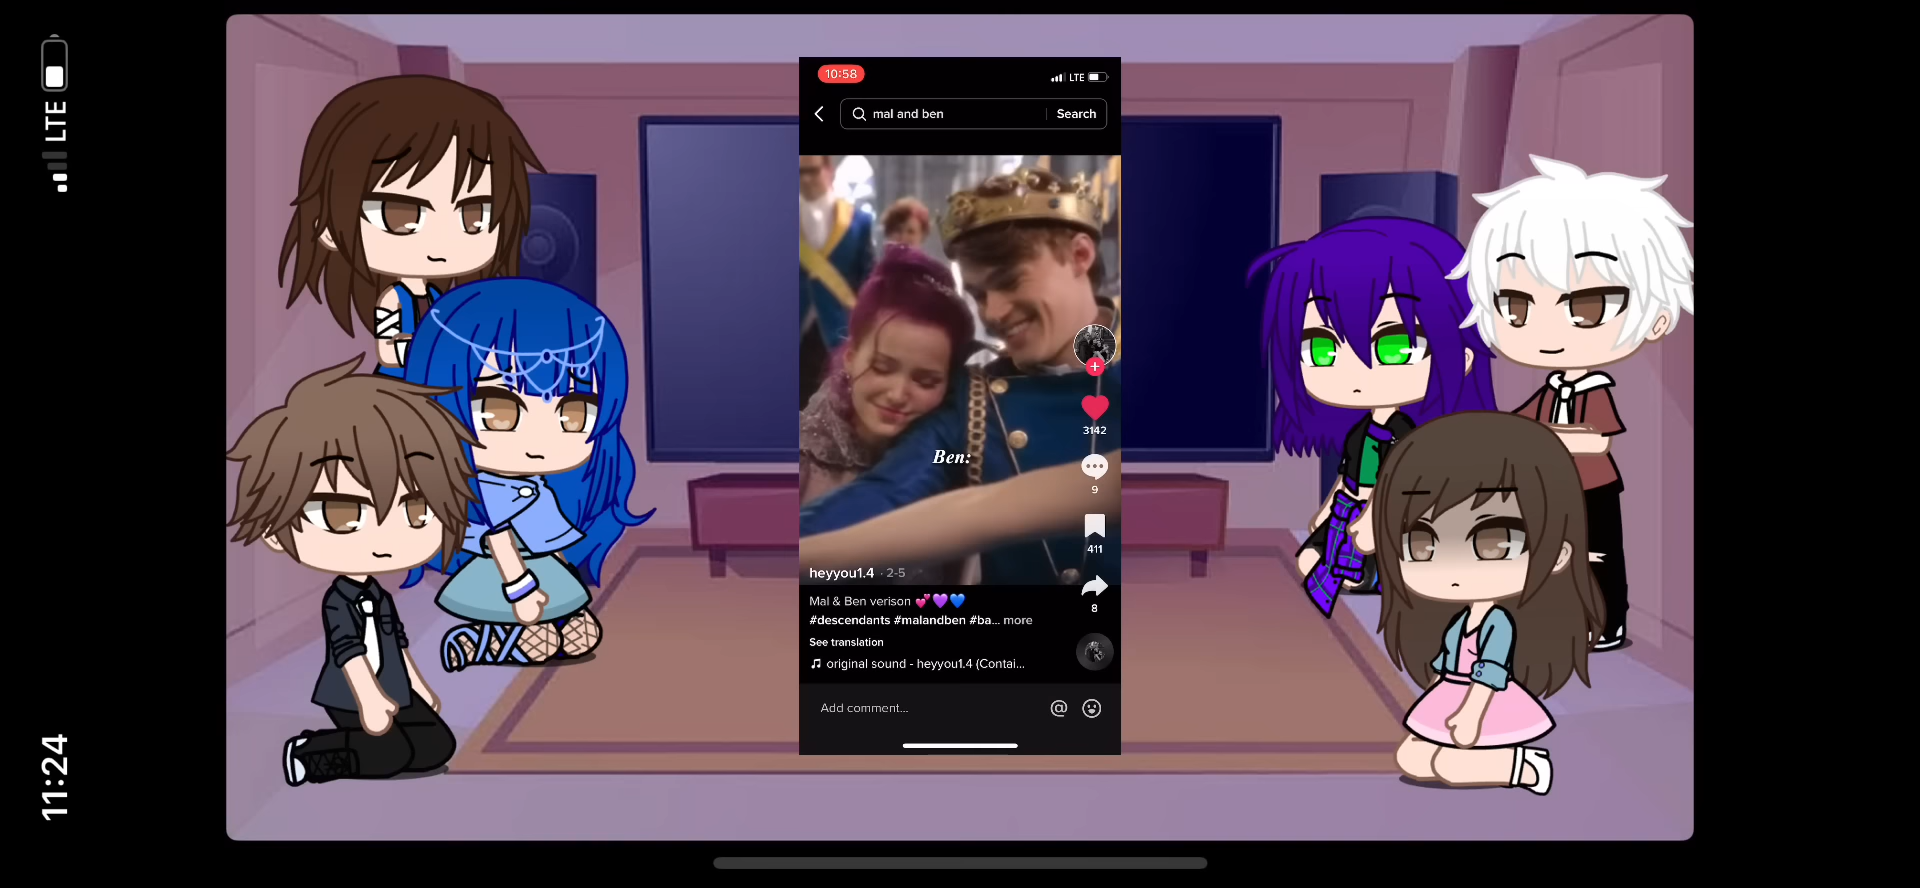 LTE
11:24
10:58
LTE
mal and ben
Search
Ben:
3142
9
411
8
heyyou1.4 · 2-5
Mal & Ben verison 💕💜💙
#descendants #malandben #ba... more
See translation
original sound - heyyou1.4 (Contai...
Add comment...